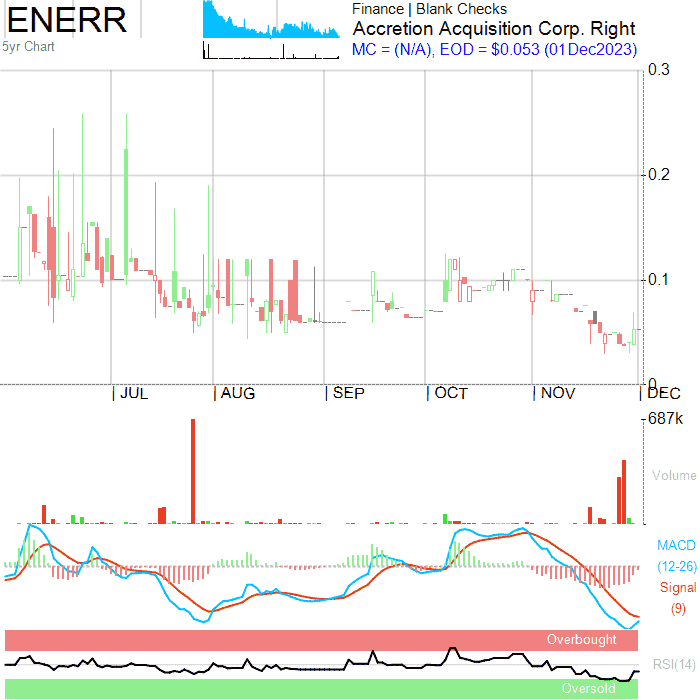 ENERR
5yr Chart
Finance | Blank Checks
Accretion Acquisition Corp. Right
MC = (N/A), EOD = $0.053 (01Dec2023)
0.3
0.2
0.1
0
JUL
AUG
SEP
OCT
NOV
DEC
687k
Volume
MACD
(12-26)
Signal
(9)
Overbought
RSI(14)
Oversold